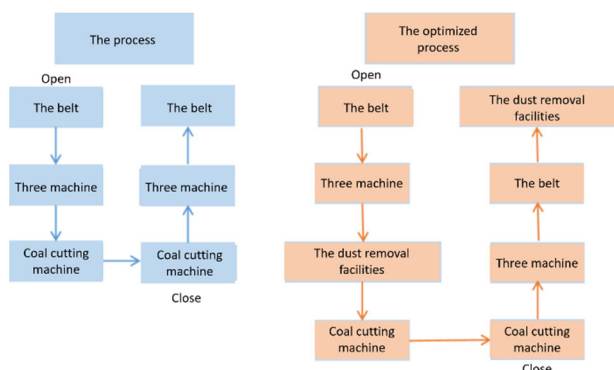 The process
Open
The belt
Three machine
Coal cutting
machine
The belt
Three machine
Coal cutting
machine
Close
The optimized
process
Open
The belt
Three machine
The dust removal
facilities
Coal cutting
machine
The dust removal
facilities
The belt
Three machine
Coal cutting
machine
Close